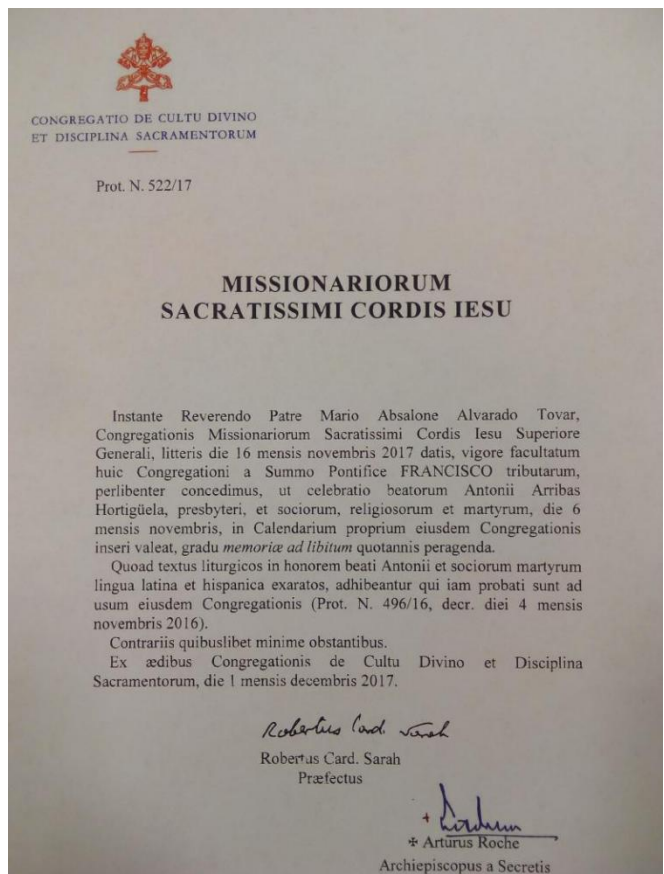 CONGREGATIO DE CULTU DIVINO
ET DISCIPLINA SACRAMENTORUM
Prot. N. 522/17
MISSIONARIORUM
SACRATISSIMI CORDIS IESU
Instante Reverendo Patre Mario Absalone Alvarado Tovar,
Congregationis Missionariorum Sacratissimi Cordis Iesu Superiore
Generali, litteris die 16 mensis novembris 2017 datis, vigore facultatum
huic Congregationi a Summo Pontifice FRANCISCO tributarum,
perlibenter concedimus, ut celebratio beatorum Antonii Arribas
Hortigüela, presbyteri, et sociorum, religiosorum et martyrum, die 6
mensis novembris, in Calendarium proprium eiusdem Congregationis
inseri valeat, gradu memoriæ ad libitum quotannis peragenda.
Quoad textus liturgicos in honorem beati Antonii et sociorum martyrum
lingua latina et hispanica exaratos, adhibeantur qui iam probati sunt ad
usum eiusdem Congregationis (Prot. N. 496/16, decr. diei 4 mensis
novembris 2016).
Contrariis quibuslibet minime obstantibus.
Ex ædibus Congregationis de Cultu Divino et Disciplina
Sacramentorum, die 1 mensis decembris 2017.
Robertus Card. Sarah
Robertus Card. Sarah
Præfectus
✠ Arturus Roche
Archiepiscopus a Secretis